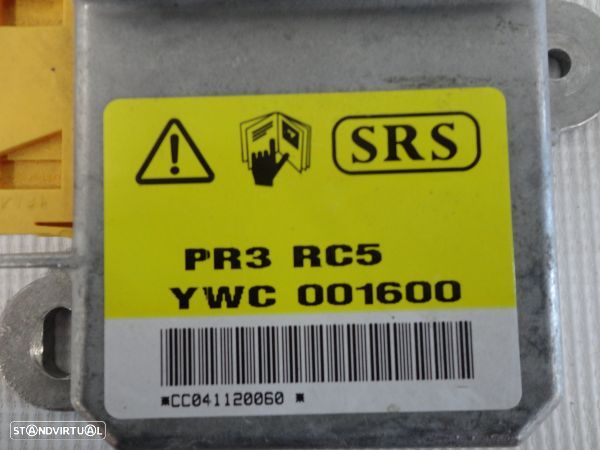 SRS
PR3 RC5
YWC 001600
*CC041120060 *
STANDVIRTUAL